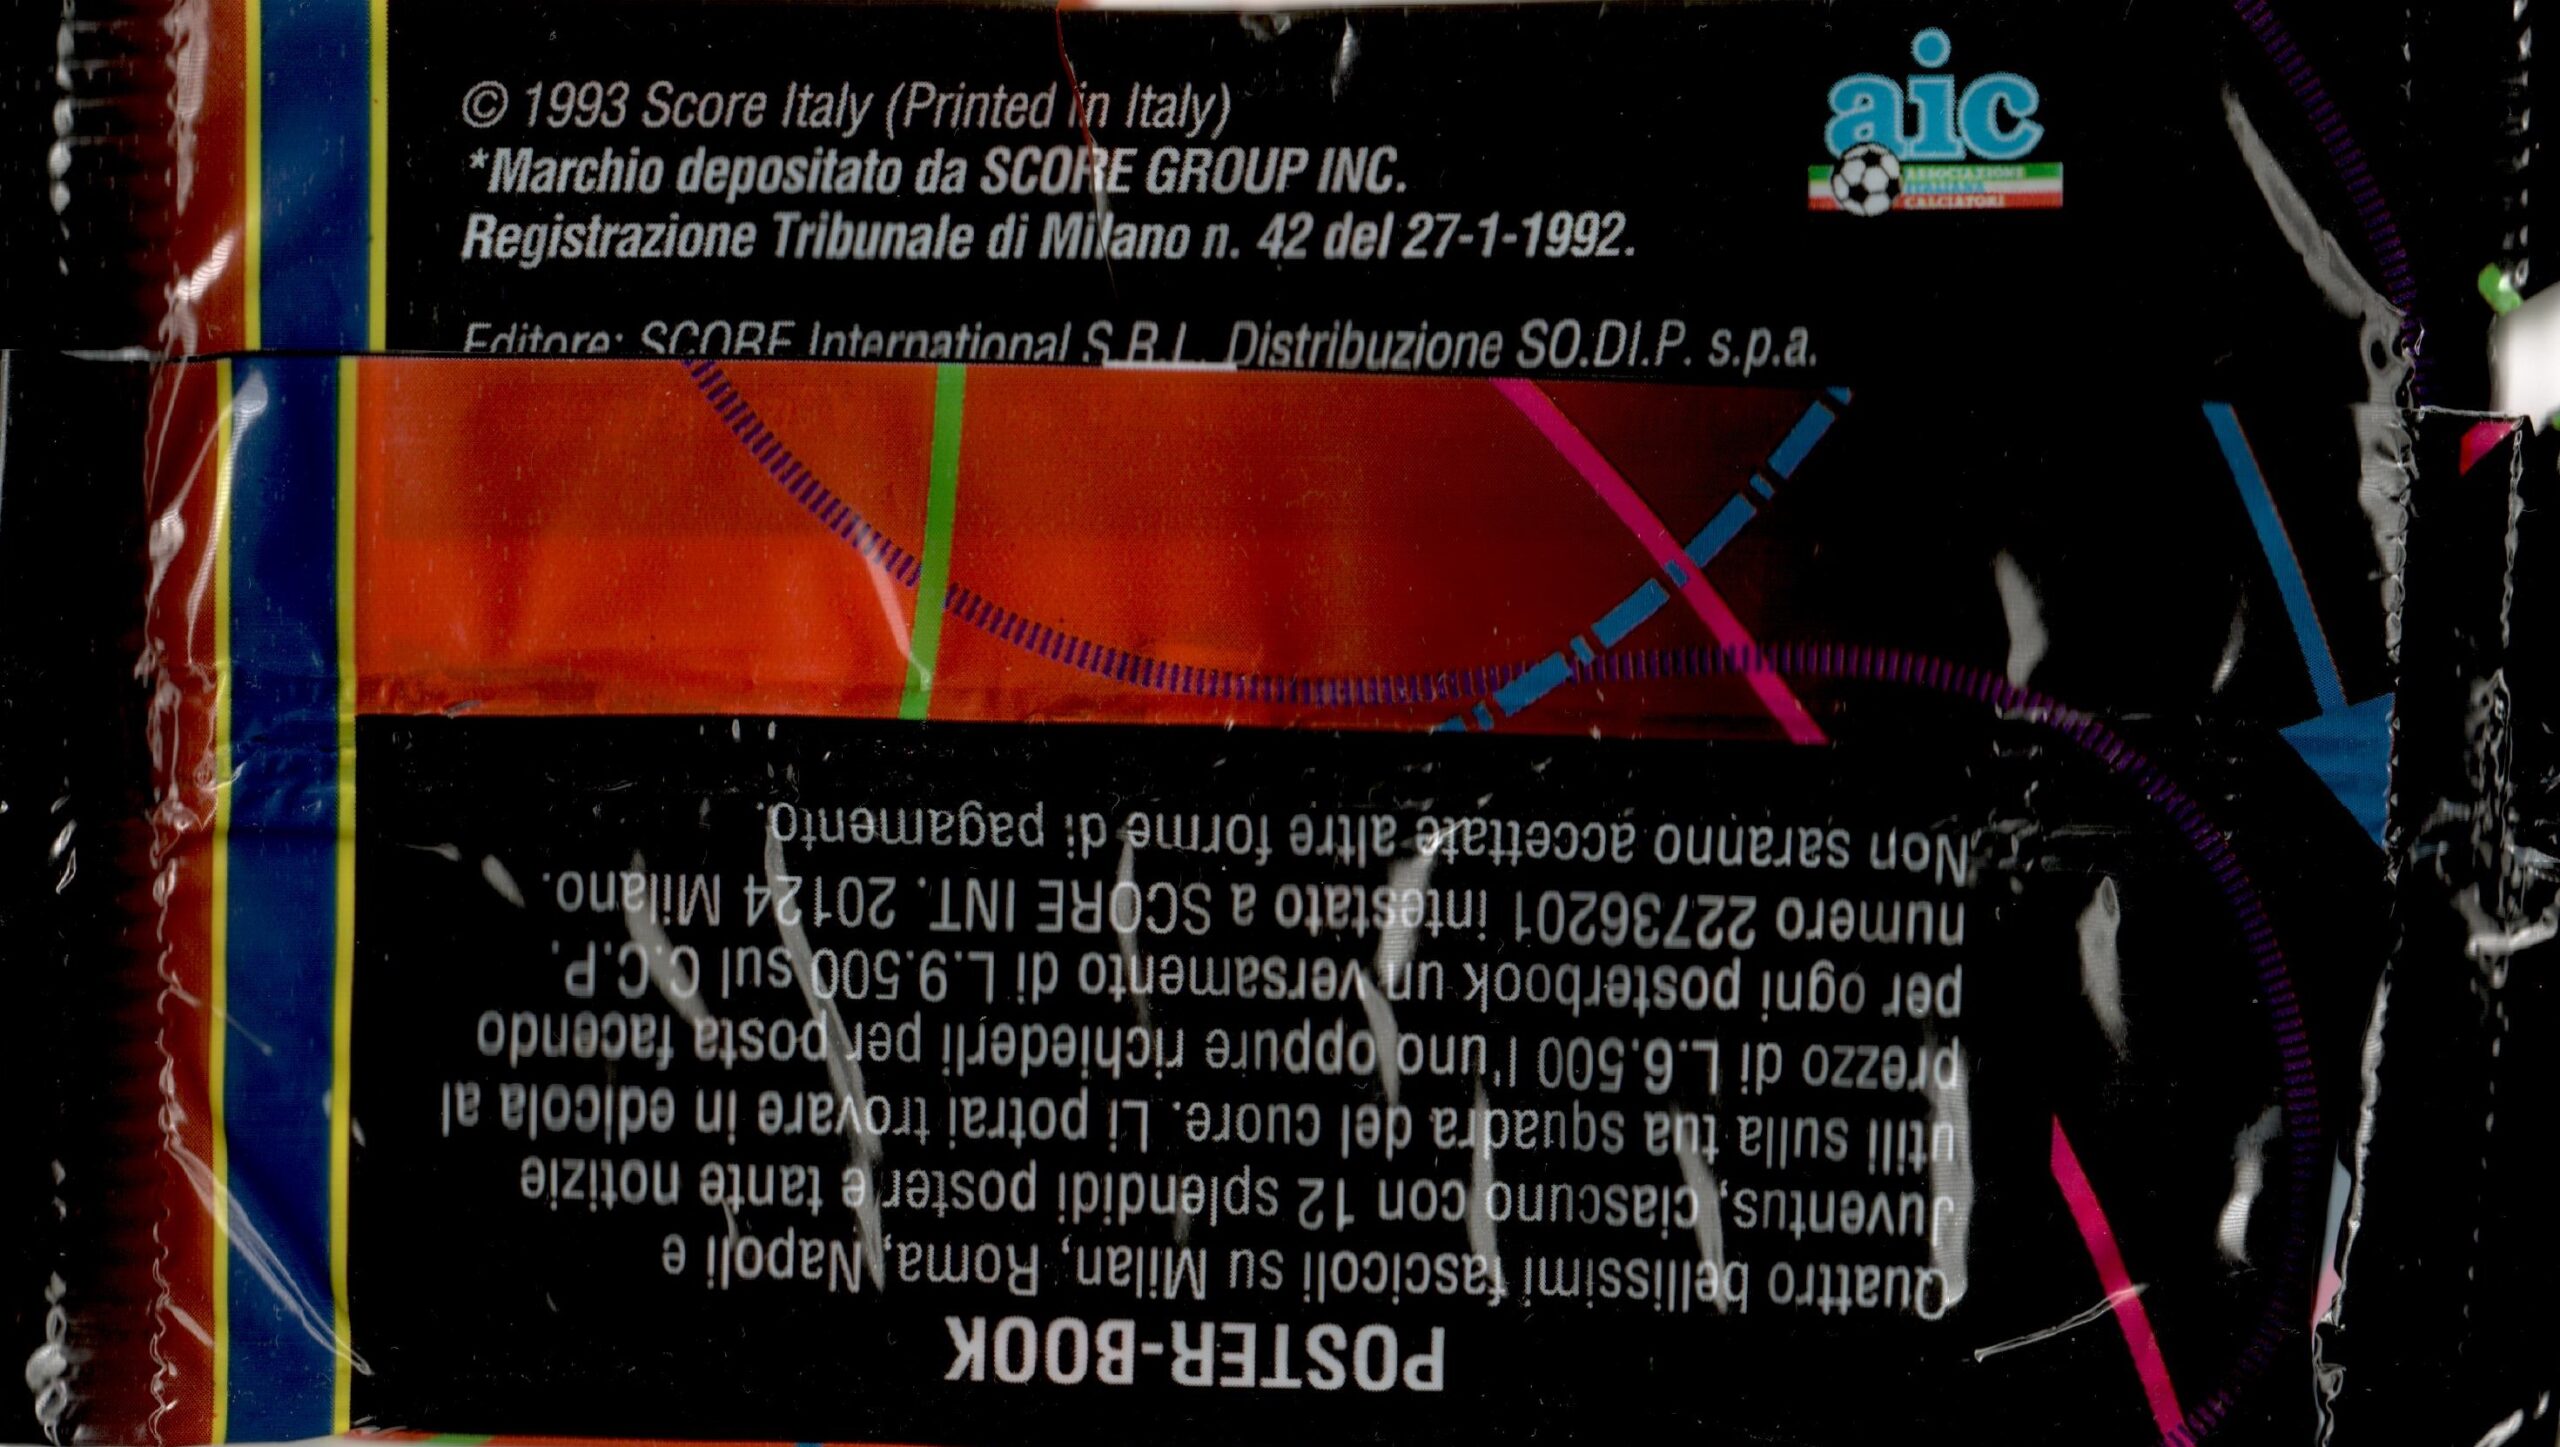 © 1993 Score Italy (Printed in Italy)
*Marchio depositato da SCORE GROUP INC.
Registrazione Tribunale di Milano n. 42 del 27-1-1992.
Editore: SCORE International S.R.L. Distribuzione SO.DI.P. s.p.a.
aic
ASSOCIAZIONE
ITALIANA
CALCIATORI
POSTER-BOOK
Quattro bellissimi fascicoli su Milan, Roma, Napoli e
Juventus, ciascuno con 12 splendidi poster e tante notizie
utili sulla tua squadra del cuore. Li potrai trovare in edicola al
prezzo di L.6.500 l'uno oppure richiederli per posta facendo
per ogni posterbook un versamento di L.9.500 sul C.C.P.
numero 22736201 intestato a SCORE INT. 20124 Milano.
Non saranno accettate altre forme di pagamento.